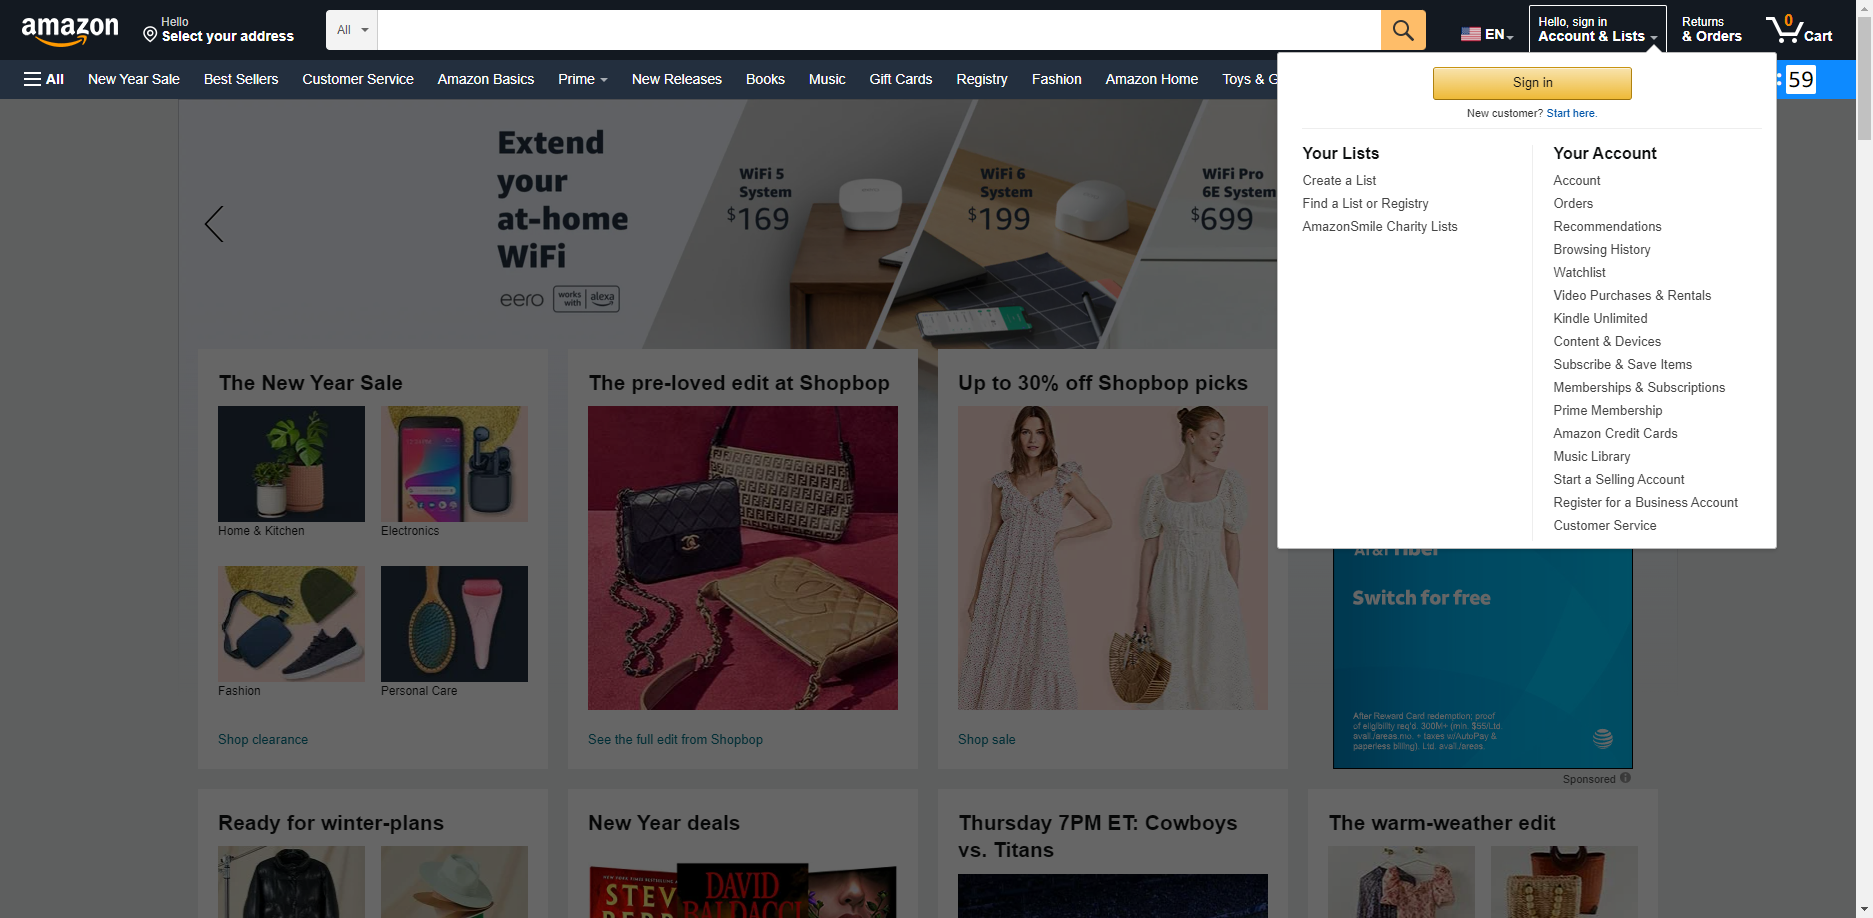 amazon
Hello
Select your address
All
EN
Hello, sign in
Account & Lists
Returns
& Orders
0
Cart
All
New Year Sale
Best Sellers
Customer Service
Amazon Basics
Prime
New Releases
Books
Music
Gift Cards
Registry
Fashion
Amazon Home
Toys & G
: 59
Sign in
New customer? Start here.
Your Lists
Create a List
Find a List or Registry
AmazonSmile Charity Lists
Your Account
Account
Orders
Recommendations
Browsing History
Watchlist
Video Purchases & Rentals
Kindle Unlimited
Content & Devices
Subscribe & Save Items
Memberships & Subscriptions
Prime Membership
Amazon Credit Cards
Music Library
Start a Selling Account
Register for a Business Account
Customer Service
Extend
your
at-home
WiFi
eero
works
with
alexa
WiFi 5
System
$169
WiFi 6
System
$199
WiFi Pro
6E System
$699
The New Year Sale
Home & Kitchen
Electronics
Fashion
Personal Care
Shop clearance
The pre-loved edit at Shopbop
See the full edit from Shopbop
Up to 30% off Shopbop picks
Shop sale
AT&T Fiber
Switch for free
After Reward Card redemption; proof
of eligibility req'd. 300M+ (min. $55/Ltd.
avail./areas mo. + taxes w/AutoPay &
paperless billing). Ltd. avail./areas.
Sponsored
Ready for winter-plans
New Year deals
STEV
DAVID
BALDACCI
Thursday 7PM ET: Cowboys
vs. Titans
The warm-weather edit